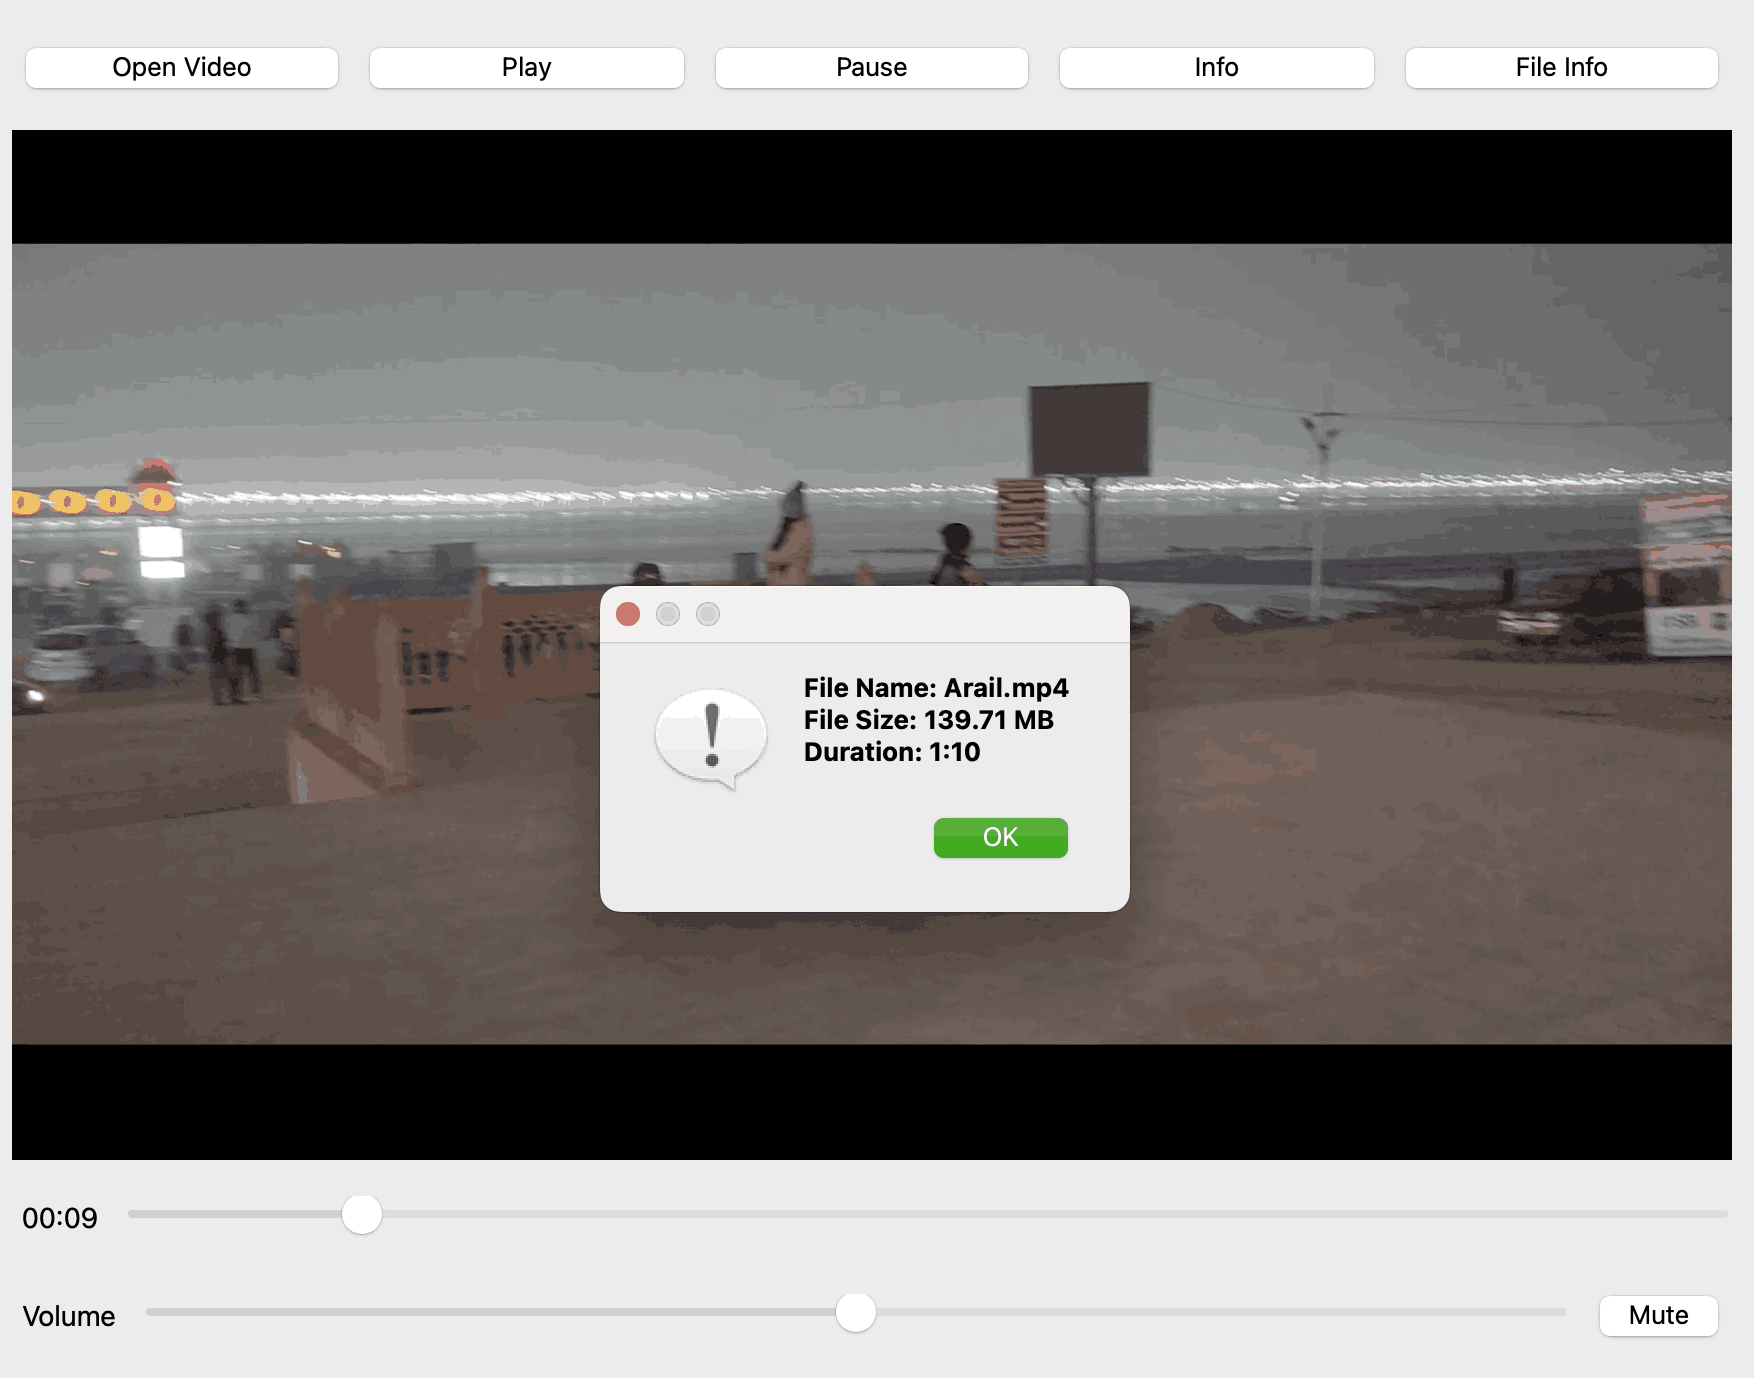 Open Video
Play
Pause
Info
File Info
File Name: Arail.mp4
File Size: 139.71 MB
Duration: 1:10
OK
00:09
Volume
Mute